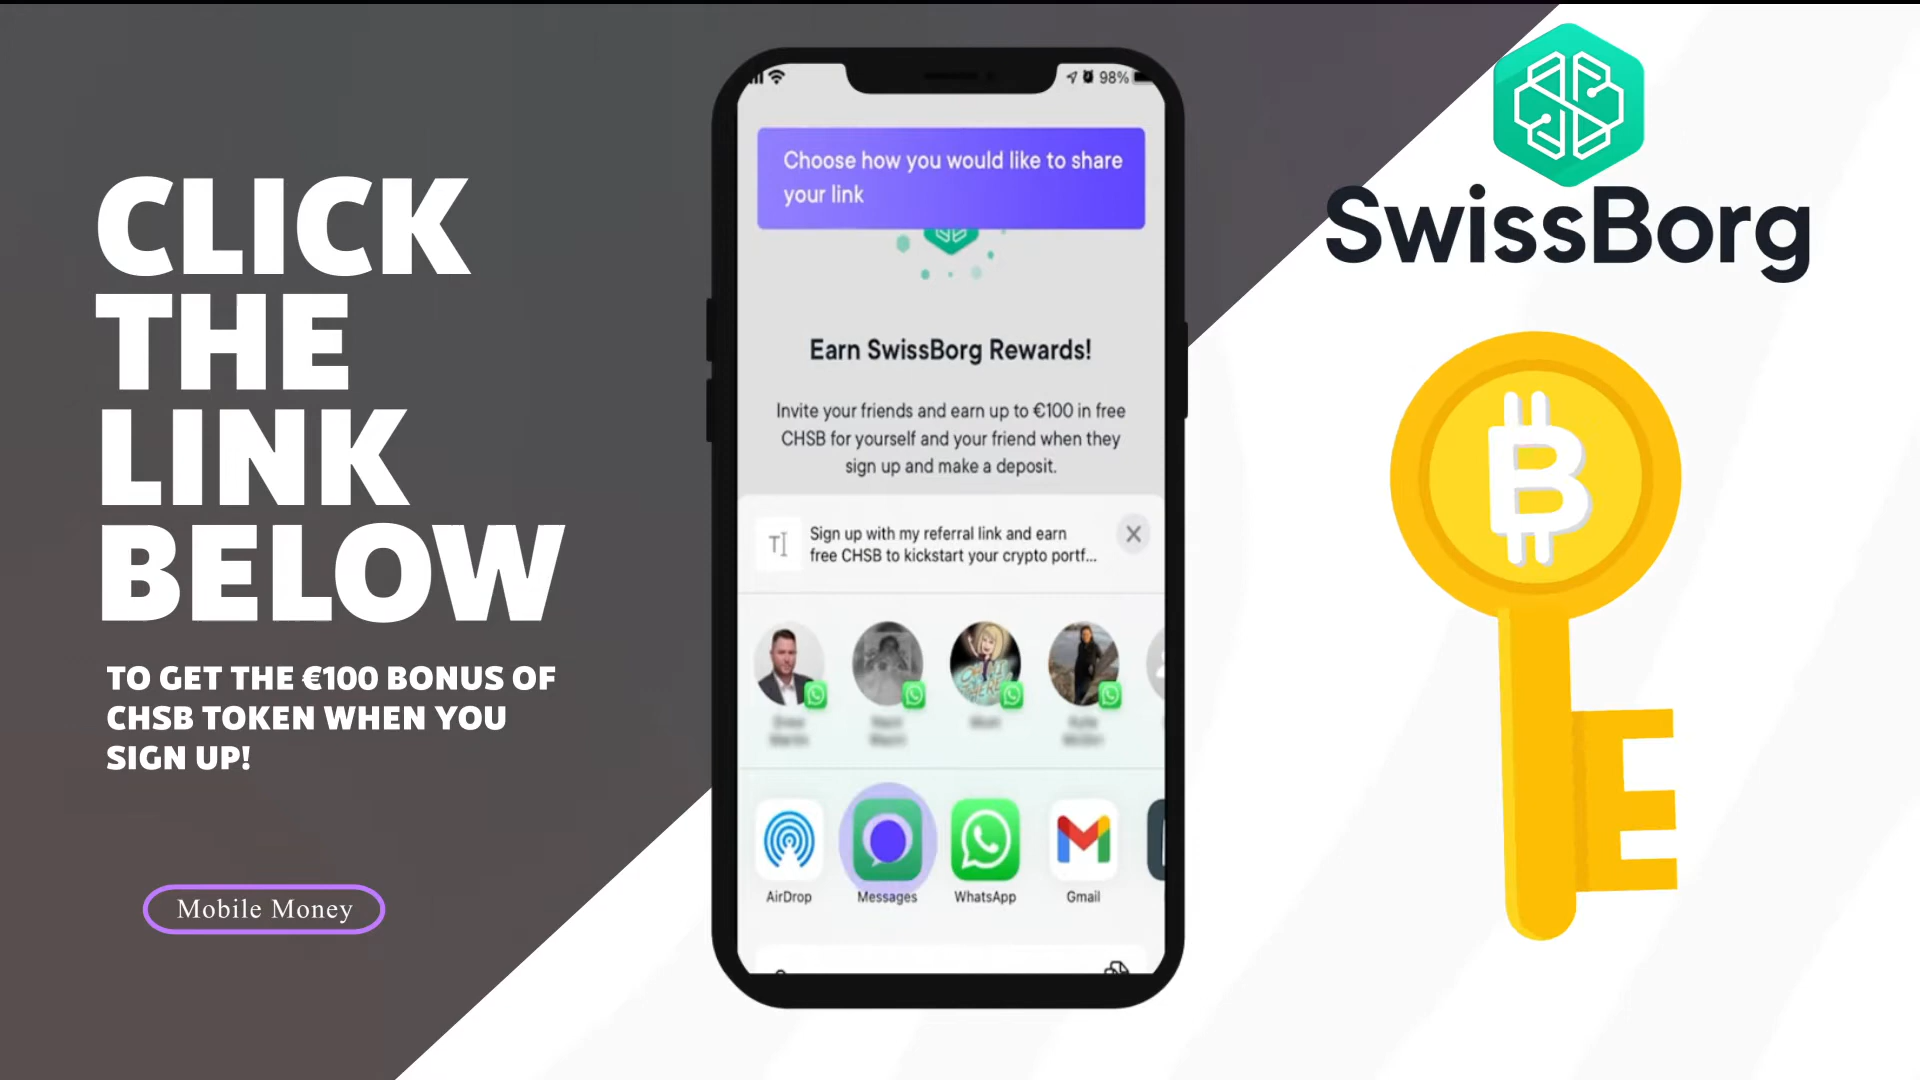 CLICK
THE
LINK
BELOW
TO GET THE €100 BONUS OF
CHSB TOKEN WHEN YOU
SIGN UP!
Mobile Money
98%
Choose how you would like to share
your link
Earn SwissBorg Rewards!
Invite your friends and earn up to €100 in free
CHSB for yourself and your friend when they
sign up and make a deposit.
Sign up with my referral link and earn
free CHSB to kickstart your crypto portf...
AirDrop
Messages
WhatsApp
Gmail
SwissBorg